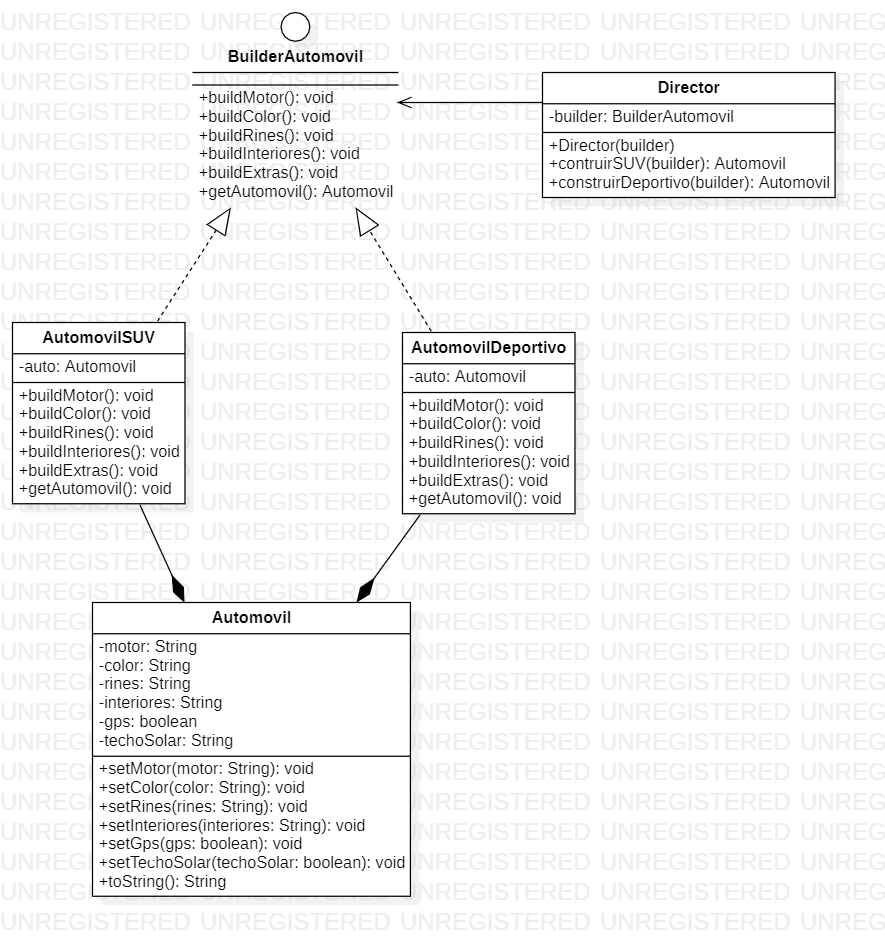 BuilderAutomovil
+buildMotor(): void
+buildColor(): void
+buildRines(): void
+buildInteriores(): void
+buildExtras(): void
+getAutomovil(): Automovil
Director
-builder: BuilderAutomovil
+Director(builder)
+contruirSUV(builder): Automovil
+construirDeportivo(builder): Automovil
AutomovilSUV
-auto: Automovil
+buildMotor(): void
+buildColor(): void
+buildRines(): void
+buildInteriores(): void
+buildExtras(): void
+getAutomovil(): void
AutomovilDeportivo
-auto: Automovil
+buildMotor(): void
+buildColor(): void
+buildRines(): void
+buildInteriores(): void
+buildExtras(): void
+getAutomovil(): void
Automovil
-motor: String
-color: String
-rines: String
-interiores: String
-gps: boolean
-techoSolar: String
+setMotor(motor: String): void
+setColor(color: String): void
+setRines(rines: String): void
+setInteriores(interiores: String): void
+setGps(gps: boolean): void
+setTechoSolar(techoSolar: boolean): void
+toString(): String
UNREGISTERED